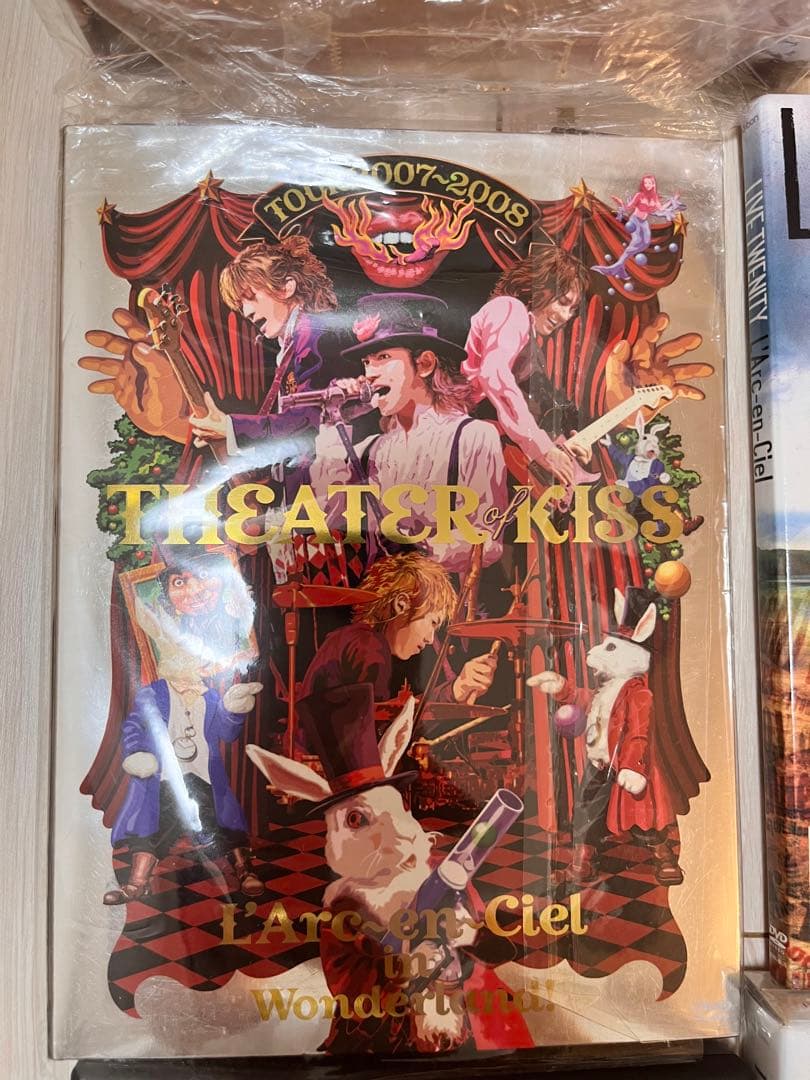 TOUR 2007~2008
THEATER of KISS
L'Arc~en~Ciel
in
Wonderland!
LIVE TWENITY L'Arc-en-Ciel
DVD